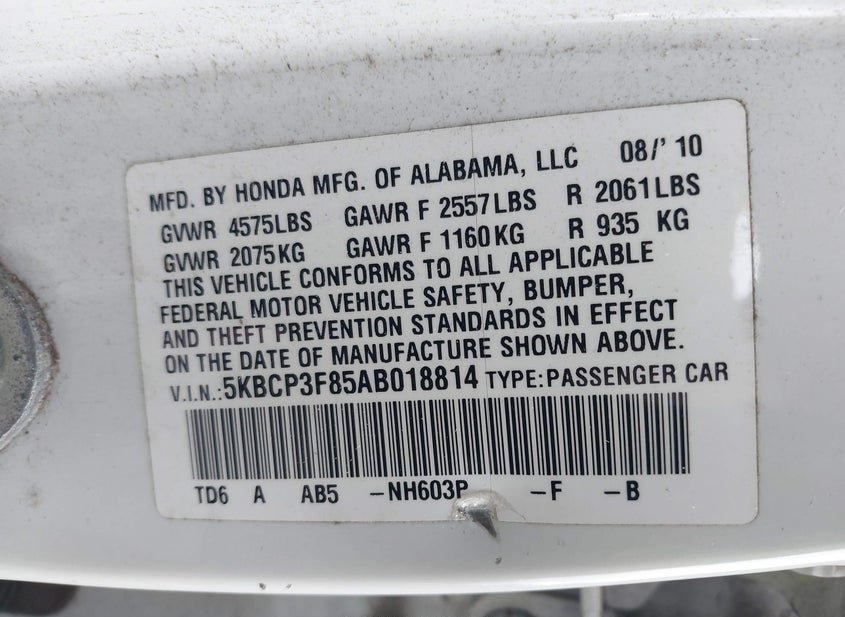 MFD. BY HONDA MFG. OF ALABAMA, LLC 08/'10
GVWR 4575LBS GAWR F 2557LBS R 2061LBS
GVWR 2075KG GAWR F 1160KG R 935 KG
THIS VEHICLE CONFORMS TO ALL APPLICABLE
FEDERAL MOTOR VEHICLE SAFETY, BUMPER,
AND THEFT PREVENTION STANDARDS IN EFFECT
ON THE DATE OF MANUFACTURE SHOWN ABOVE.
V.I.N.:5KBCP3F85AB018814 TYPE:PASSENGER CAR
TD6 A AB5 -NH603P -F -B